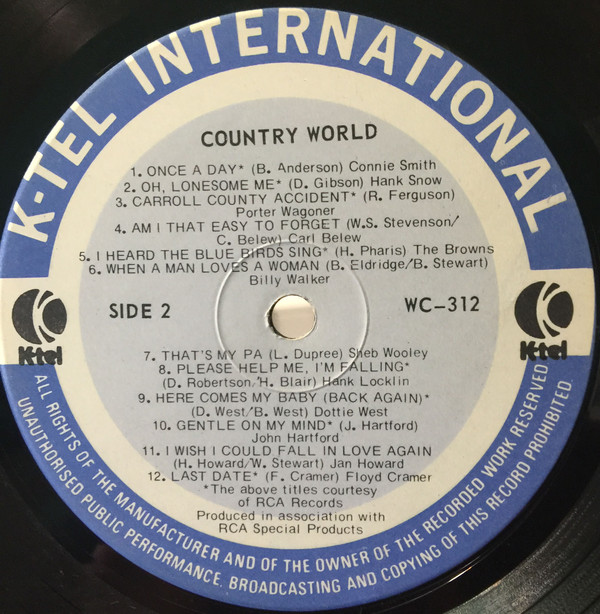 K-TEL INTERNATIONAL
COUNTRY WORLD
1. ONCE A DAY* (B. Anderson) Connie Smith
2. OH, LONESOME ME* (D. Gibson) Hank Snow
3. CARROLL COUNTY ACCIDENT* (R. Ferguson)
Porter Wagoner
4. AM I THAT EASY TO FORGET (W.S. Stevenson/
C. Belew) Carl Belew
5. I HEARD THE BLUE BIRDS SING* (H. Pharis) The Browns
6. WHEN A MAN LOVES A WOMAN (B. Eldridge/B. Stewart)
Billy Walker
SIDE 2
WC-312
K-tel
K-tel
7. THAT'S MY PA (L. Dupree) Sheb Wooley
8. PLEASE HELP ME, I'M FALLING*
(D. Robertson/H. Blair) Hank Locklin
9. HERE COMES MY BABY (BACK AGAIN)*
(D. West/B. West) Dottie West
10. GENTLE ON MY MIND* (J. Hartford)
John Hartford
11. I WISH I COULD FALL IN LOVE AGAIN
(H. Howard/W. Stewart) Jan Howard
12. LAST DATE* (F. Cramer) Floyd Cramer
*The above titles courtesy
of RCA Records
Produced in association with
RCA Special Products
ALL RIGHTS OF THE MANUFACTURER AND OF THE OWNER OF THE RECORDED WORK RESERVED
UNAUTHORISED PUBLIC PERFORMANCE. BROADCASTING AND COPYING OF THIS RECORD PROHIBITED.